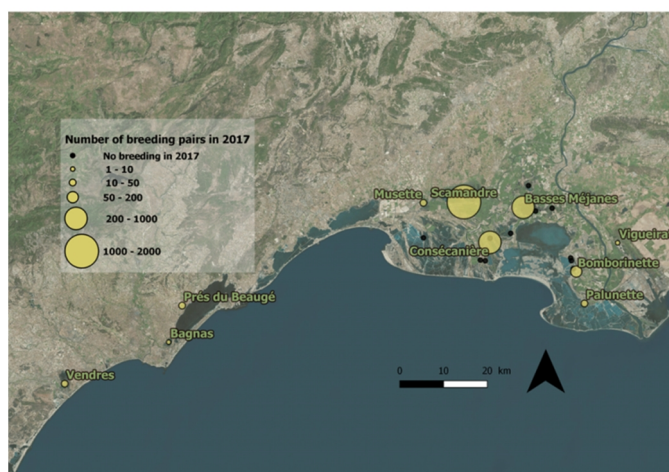 Number of breeding pairs in 2017
No breeding in 2017
1 - 10
10 - 50
50 - 200
200 - 1000
1000 - 2000
Musette
Scamandre
Basses Méjanes
Consécanière
Vigueirat
Bomborinette
Palunette
Prés du Beaugé
Bagnas
Vendres
0 10 20 km